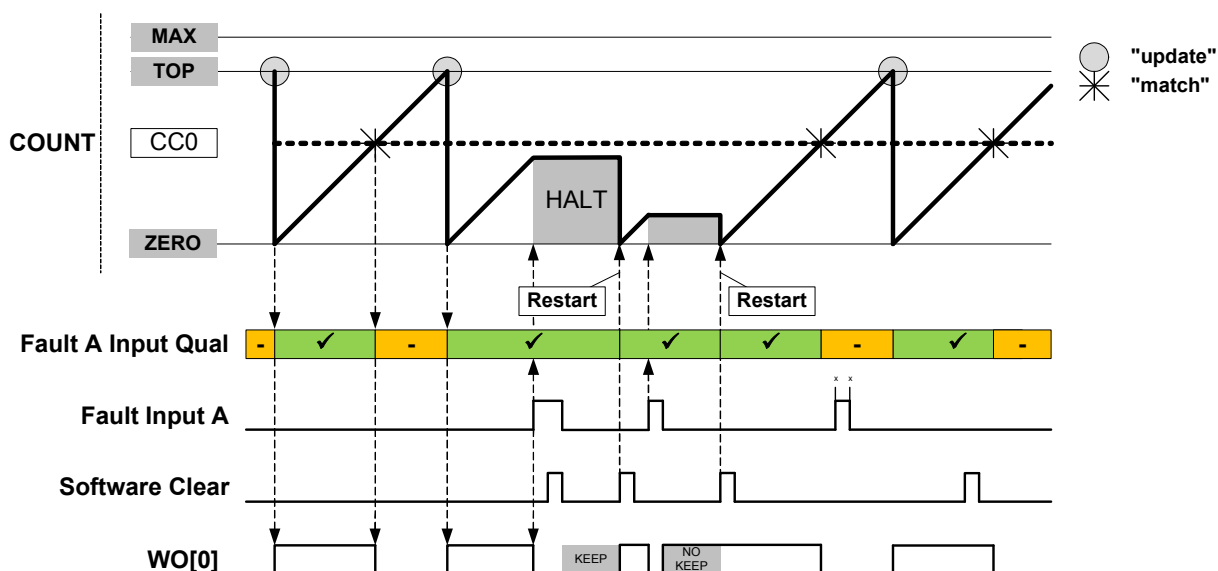 MAX
"update"
TOP
"match"
COUNT
CC0
HALT
ZERO
Restart
Restart
Fault A Input Qual
- ✓ - ✓ ✓ ✓ - ✓ -
x x
Fault Input A
Software Clear
WO[0]
KEEP
NO
KEEP